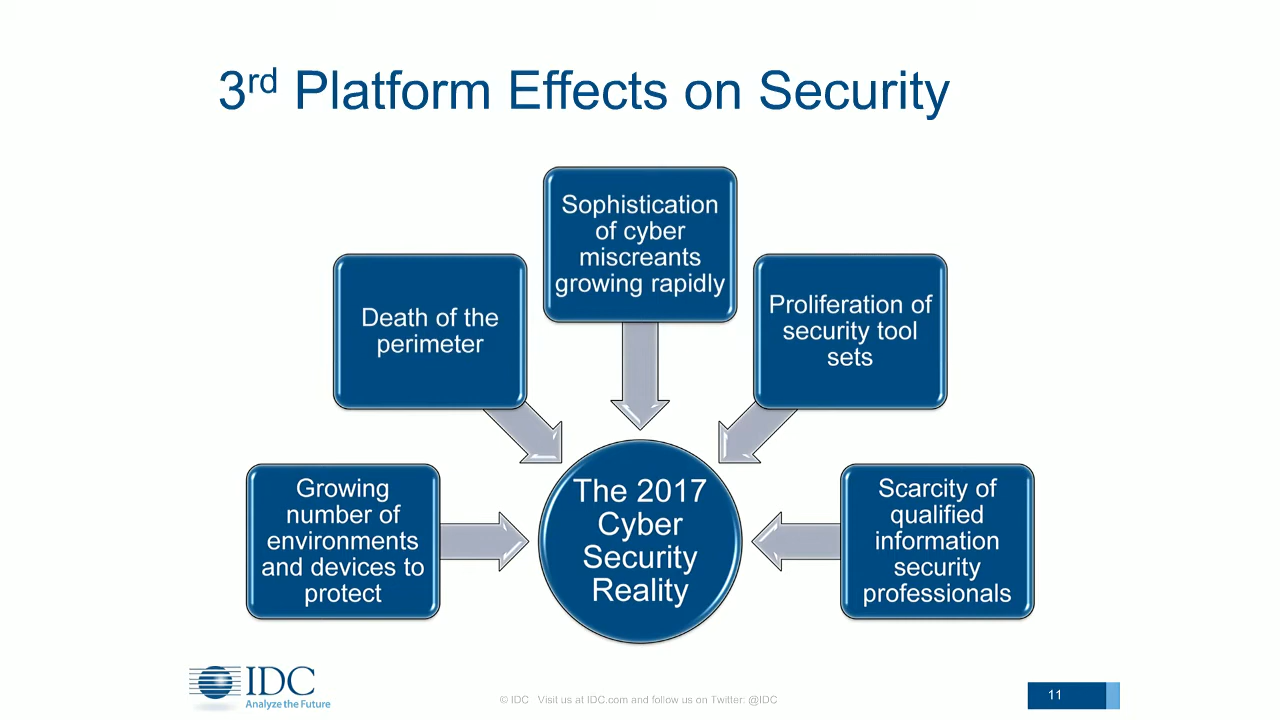 3rd Platform Effects on Security
Sophistication
of cyber
miscreants
growing rapidly
Death of the
perimeter
Proliferation of
security tool
sets
Growing
number of
environments
and devices to
protect
The 2017
Cyber
Security
Reality
Scarcity of
qualified
information
security
professionals
IDC
Analyze the Future
© IDC Visit us at IDC.com and follow us on Twitter: @IDC
11